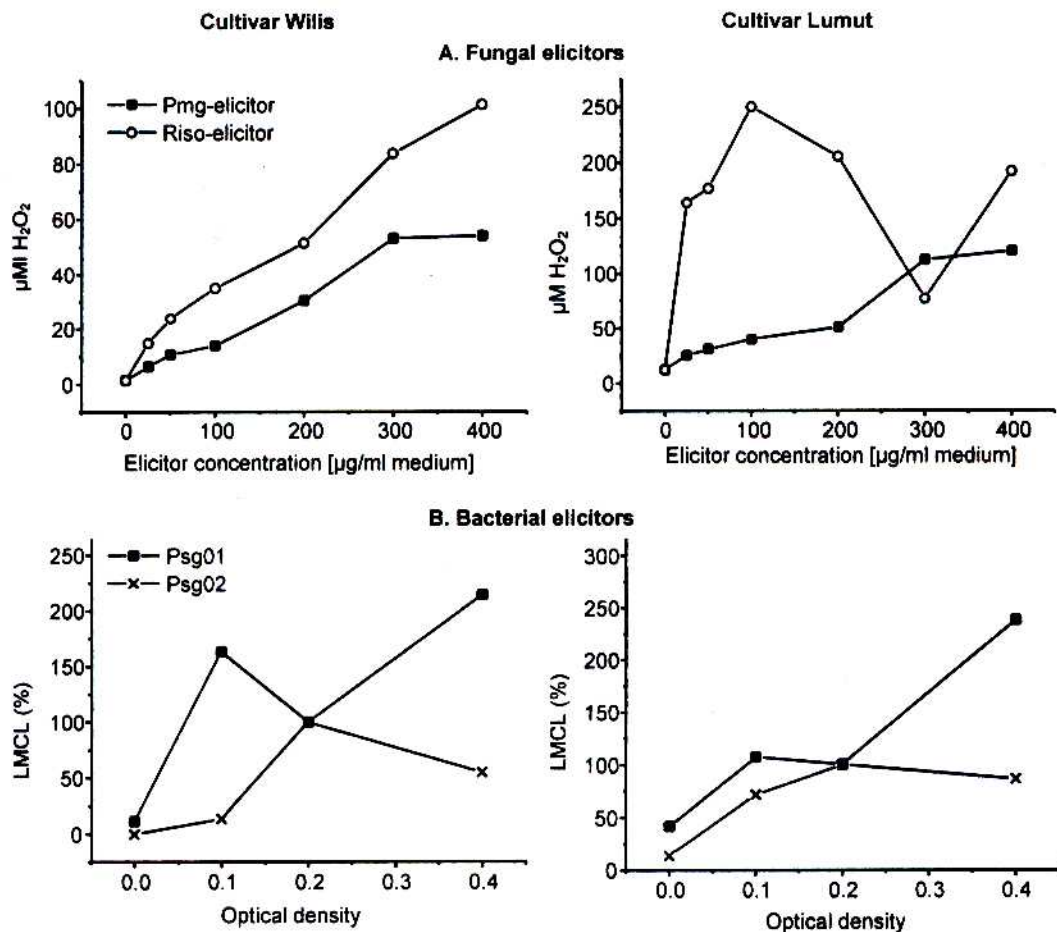 Cultivar Wilis
Cultivar Lumut
A. Fungal elicitors
Pmg-elicitor
Riso-elicitor
100
80
60
40
20
0
µMl H₂O₂
0 100 200 300 400
Elicitor concentration [µg/ml medium]
250
200
150
100
50
0
µM H₂O₂
0 100 200 300 400
Elicitor concentration [µg/ml medium]
B. Bacterial elicitors
Psg01
Psg02
250
200
150
100
50
0
LMCL (%)
0.0 0.1 0.2 0.3 0.4
Optical density
300
250
200
150
100
50
0
LMCL (%)
0.0 0.1 0.2 0.3 0.4
Optical density